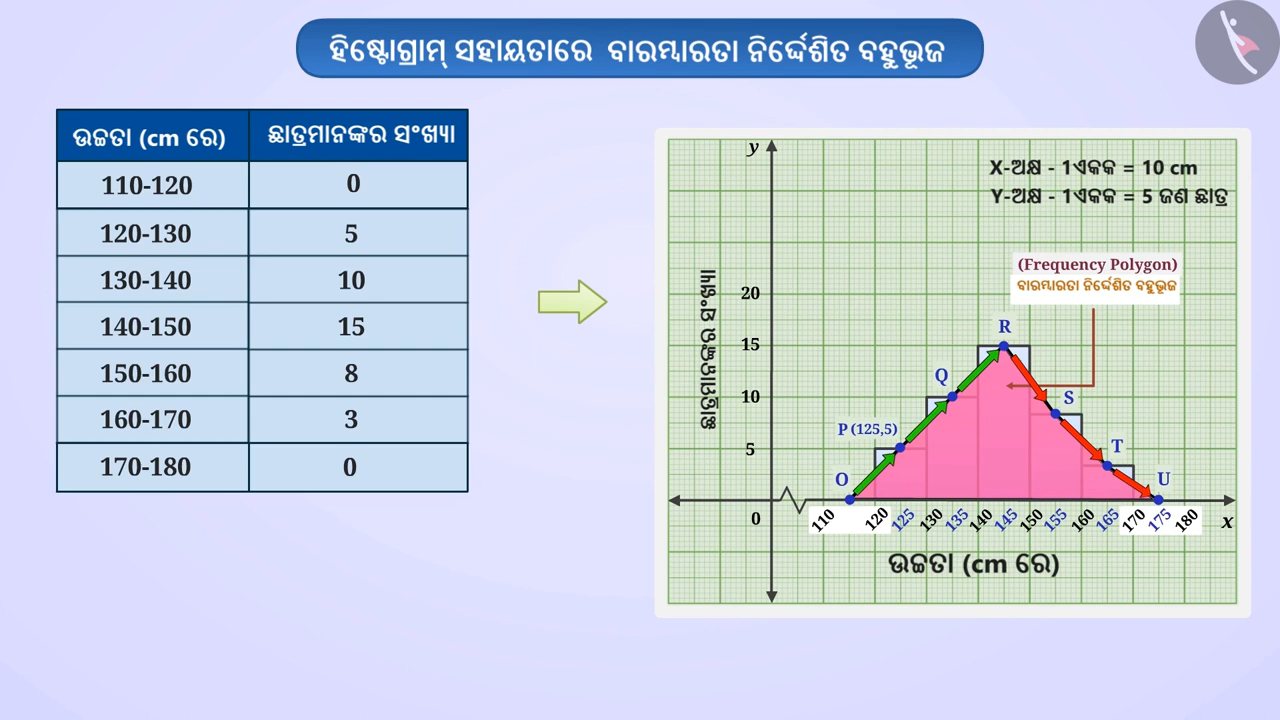 ହିଷ୍ଟୋଗ୍ରାମ୍ ସହାୟତାରେ ବାରମ୍ବାରତା ନିର୍ଦ୍ଦେଶିତ ବହୁଭୂଜ
ଉଚ୍ଚତା (cm ରେ) ଛାତ୍ରମାନଙ୍କର ସଂଖ୍ୟା
110-120 0
120-130 5
130-140 10
140-150 15
150-160 8
160-170 3
170-180 0
y
X-ଅକ୍ଷ - 1ଏକକ = 10 cm
Y-ଅକ୍ଷ - 1ଏକକ = 5 ଜଣ ଛାତ୍ର
(Frequency Polygon)
ବାରମ୍ବାରତା ନିର୍ଦ୍ଦେଶିତ ବହୁଭୂଜ
ଛାତ୍ରମାନଙ୍କର ସଂଖ୍ୟା
20
15
10
5
0
R
Q
S
P (125,5)
T
O
U
110 120 125 130 135 140 145 150 155 160 165 170 175 180 x
ଉଚ୍ଚତା (cm ରେ)